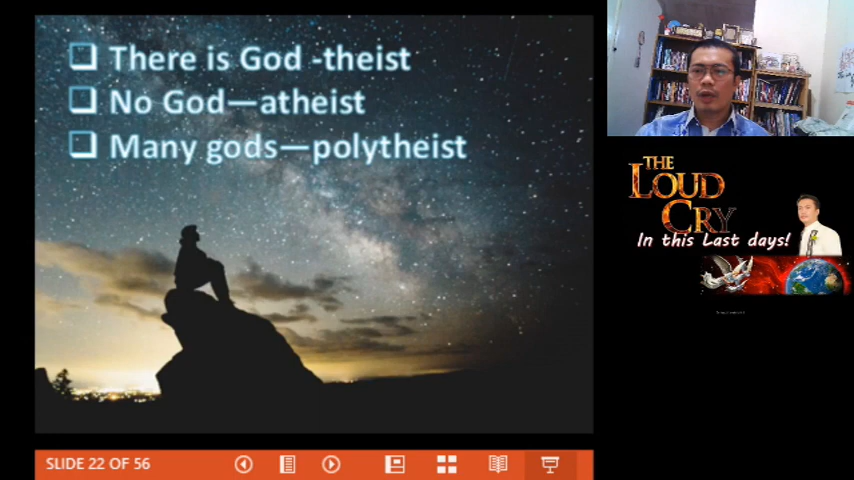 There is God -theist
No God—atheist
Many gods—polytheist
THE
LOUD
CRY
In this Last days!
SLIDE 22 OF 56